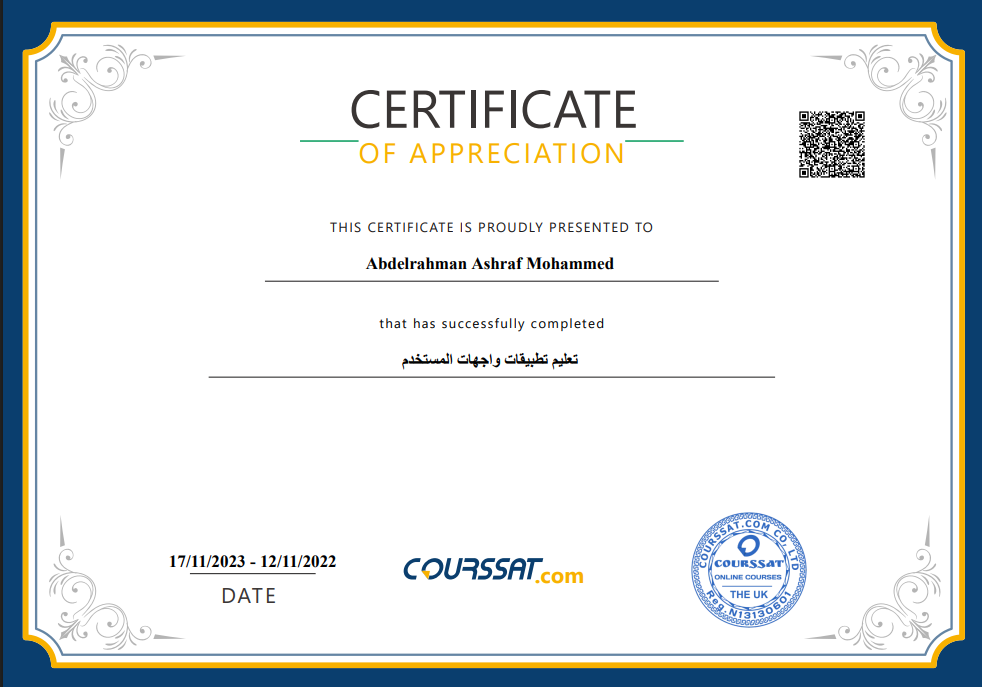 CERTIFICATE
OF APPRECIATION
THIS CERTIFICATE IS PROUDLY PRESENTED TO
Abdelrahman Ashraf Mohammed
that has successfully completed
تعليم تطبيقات واجهات المستخدم
17/11/2023 - 12/11/2022
DATE
COURSSAT.com
COURSSAT.COM CO. LTD
COURSSAT
ONLINE COURSES
THE UK
Reg.N13130601